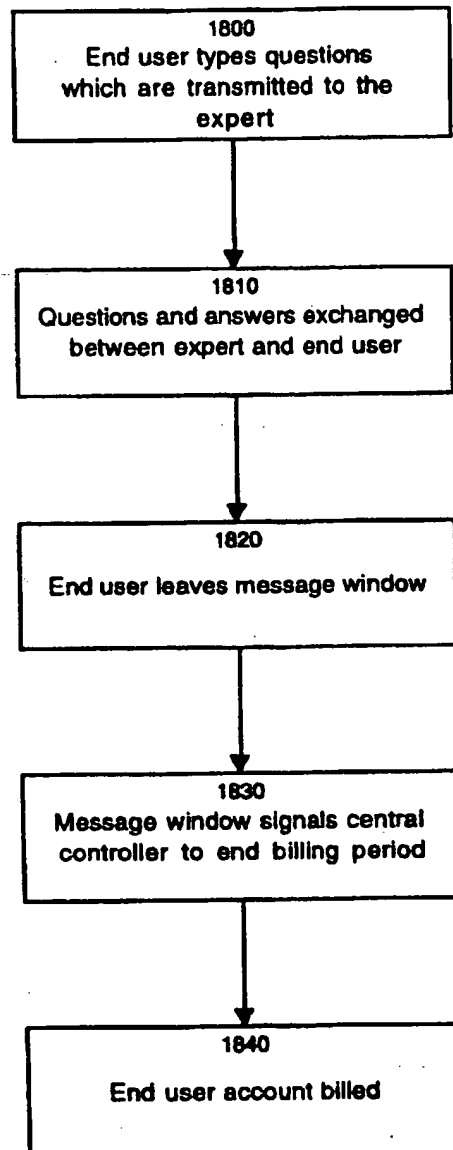 1800
End user types questions
which are transmitted to the
expert
1810
Questions and answers exchanged
between expert and end user
1820
End user leaves message window
1830
Message window signals central
controller to end billing period
1840
End user account billed